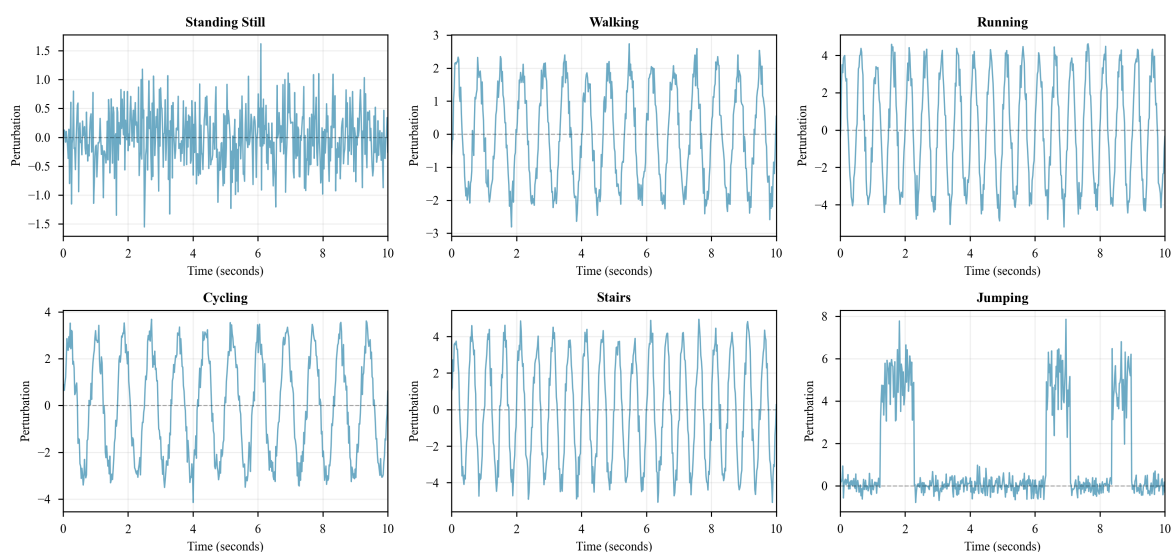 Standing Still
1.5
1.0
0.5
0.0
−0.5
−1.0
−1.5
Perturbation
0 2 4 6 8 10
Time (seconds)
Walking
3
2
1
0
−1
−2
−3
Perturbation
0 2 4 6 8 10
Time (seconds)
Running
4
2
0
−2
−4
Perturbation
0 2 4 6 8 10
Time (seconds)
Cycling
4
2
0
−2
−4
Perturbation
0 2 4 6 8 10
Time (seconds)
Stairs
4
2
0
−2
−4
Perturbation
0 2 4 6 8 10
Time (seconds)
Jumping
8
6
4
2
0
Perturbation
0 2 4 6 8 10
Time (seconds)